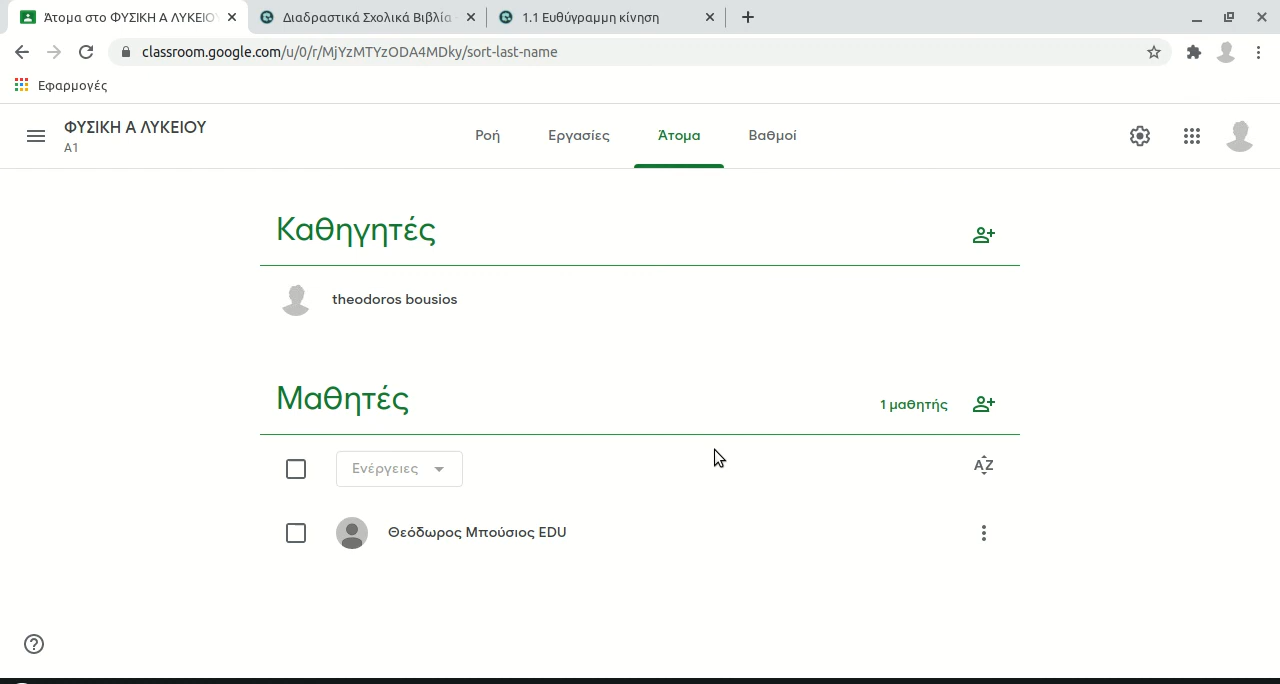 Άτομα στο ΦΥΣΙΚΗ Α ΛΥΚΕΙΟ
Διαδραστικά Σχολικά Βιβλία
1.1 Ευθύγραμμη κίνηση
classroom.google.com/u/0/r/MjYzMTYzODA4MDky/sort-last-name
Εφαρμογές
ΦΥΣΙΚΗ Α ΛΥΚΕΙΟΥ
Α1
Ροή
Εργασίες
Άτομα
Βαθμοί
Καθηγητές
theodoros bousios
Μαθητές
1 μαθητής
Ενέργειες
AZ
Θεόδωρος Μπούσιος EDU